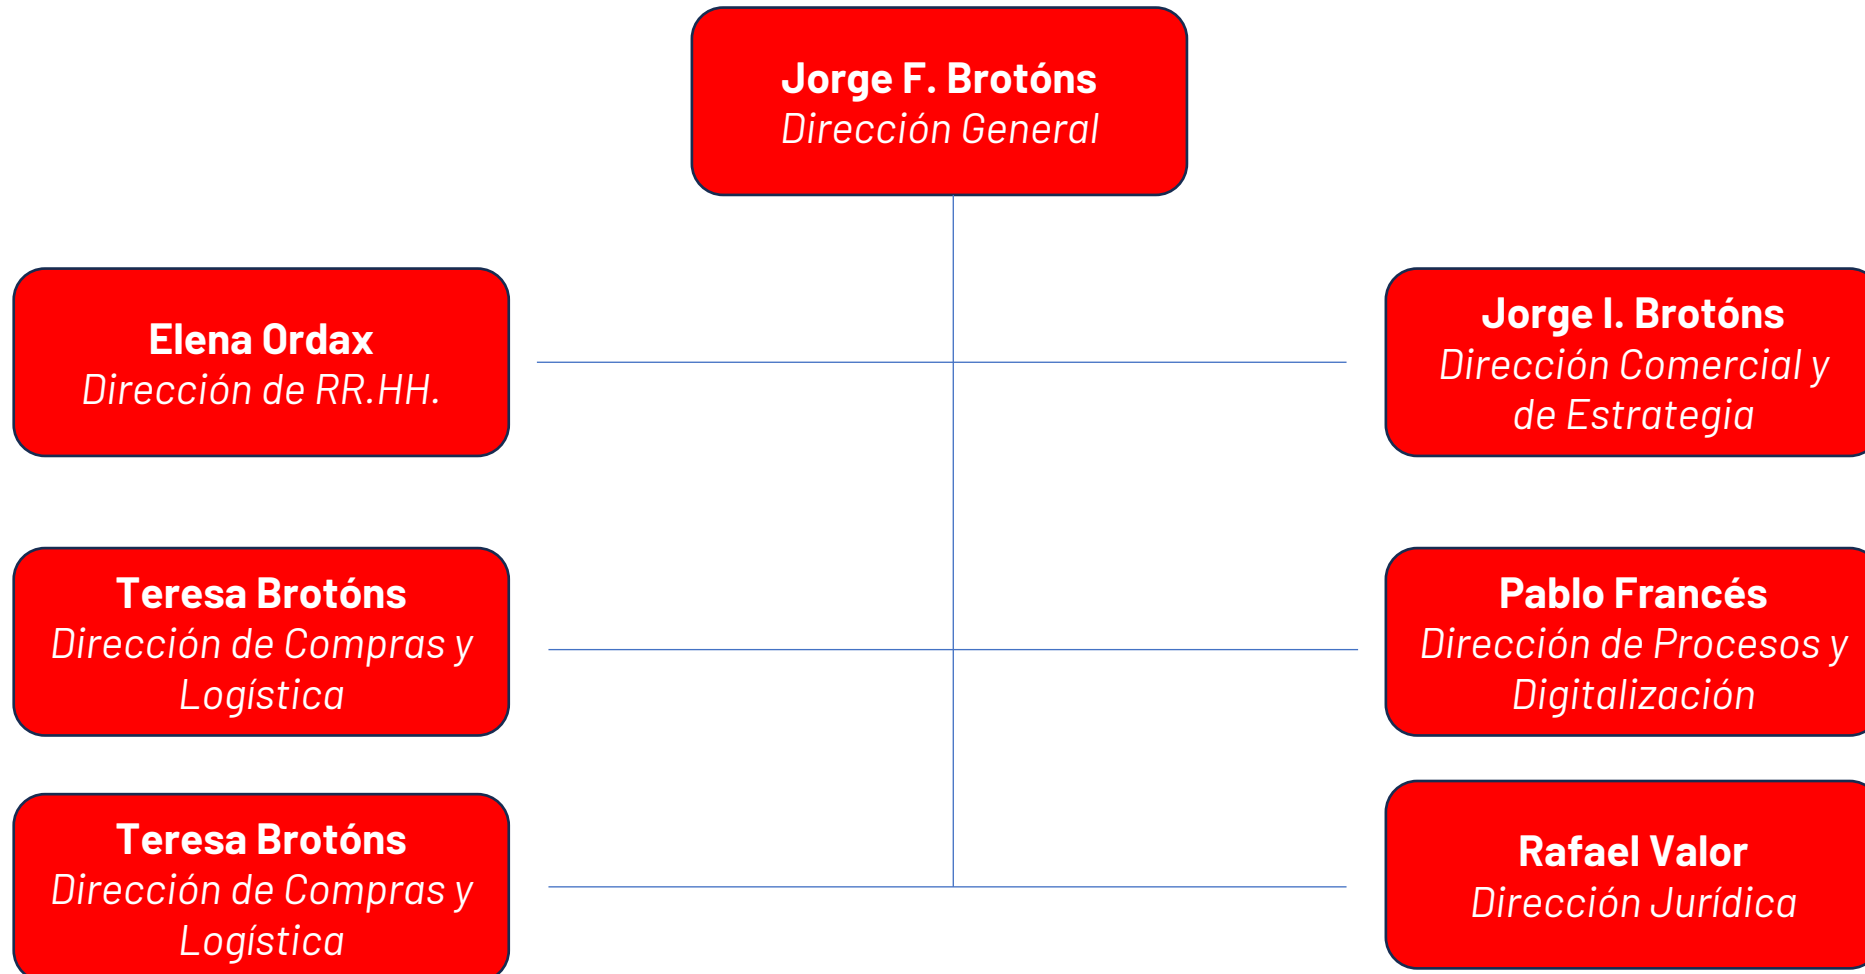 Jorge F. Brotóns
Dirección General
Elena Ordax
Dirección de RR.HH.
Jorge I. Brotóns
Dirección Comercial y
de Estrategia
Teresa Brotóns
Dirección de Compras y
Logística
Pablo Francés
Dirección de Procesos y
Digitalización
Teresa Brotóns
Dirección de Compras y
Logística
Rafael Valor
Dirección Jurídica